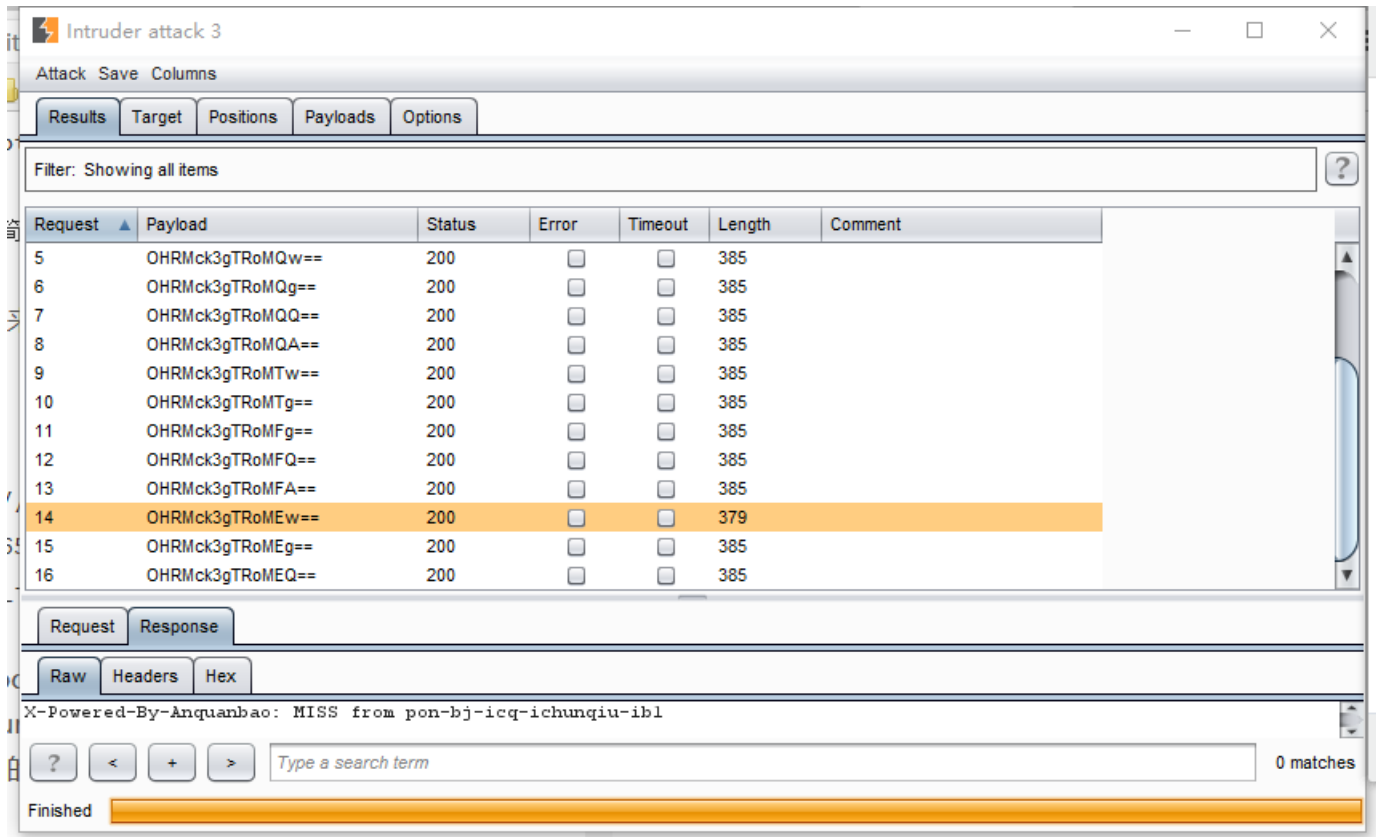 Intruder attack 3
Attack Save Columns
Results Target Positions Payloads Options
Filter: Showing all items
?
Request Payload Status Error Timeout Length Comment
5 OHRMck3gTRoMQw== 200 385
6 OHRMck3gTRoMQg== 200 385
7 OHRMck3gTRoMQQ== 200 385
8 OHRMck3gTRoMQA== 200 385
9 OHRMck3gTRoMTw== 200 385
10 OHRMck3gTRoMTg== 200 385
11 OHRMck3gTRoMFg== 200 385
12 OHRMck3gTRoMFQ== 200 385
13 OHRMck3gTRoMFA== 200 385
14 OHRMck3gTRoMEw== 200 379
15 OHRMck3gTRoMEg== 200 385
16 OHRMck3gTRoMEQ== 200 385
Request Response
Raw Headers Hex
X-Powered-By-Anquanbao: MISS from pon-bj-icq-ichunqiu-ibl
? < + > Type a search term 0 matches
Finished